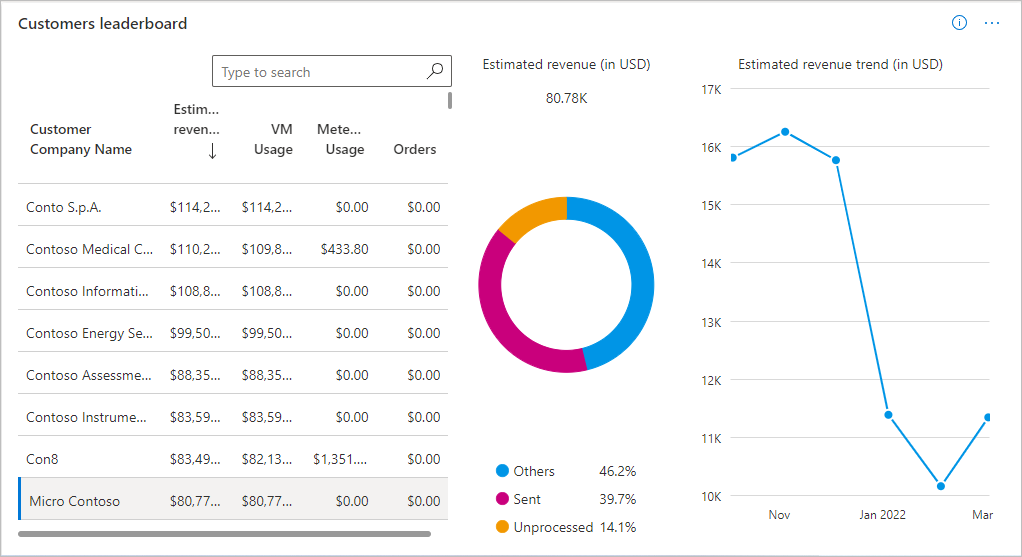 Customers leaderboard
Type to search
Customer
Company Name
Estim...
reven...
VM
Usage
Mete...
Usage
Orders
Conto S.p.A. $114,2... $114,2... $0.00 $0.00
Contoso Medical C... $110,2... $109,8... $433.80 $0.00
Contoso Informati... $108,8... $108,8... $0.00 $0.00
Contoso Energy Se... $99,50... $99,50... $0.00 $0.00
Contoso Assessme... $88,35... $88,35... $0.00 $0.00
Contoso Instrume... $83,59... $83,59... $0.00 $0.00
Con8 $83,49... $82,13... $1,351.... $0.00
Micro Contoso $80,77... $80,77... $0.00 $0.00
Estimated revenue (in USD)
80.78K
Others 46.2%
Sent 39.7%
Unprocessed 14.1%
Estimated revenue trend (in USD)
17K
16K
15K
14K
13K
12K
11K
10K
Nov Jan 2022 Mar